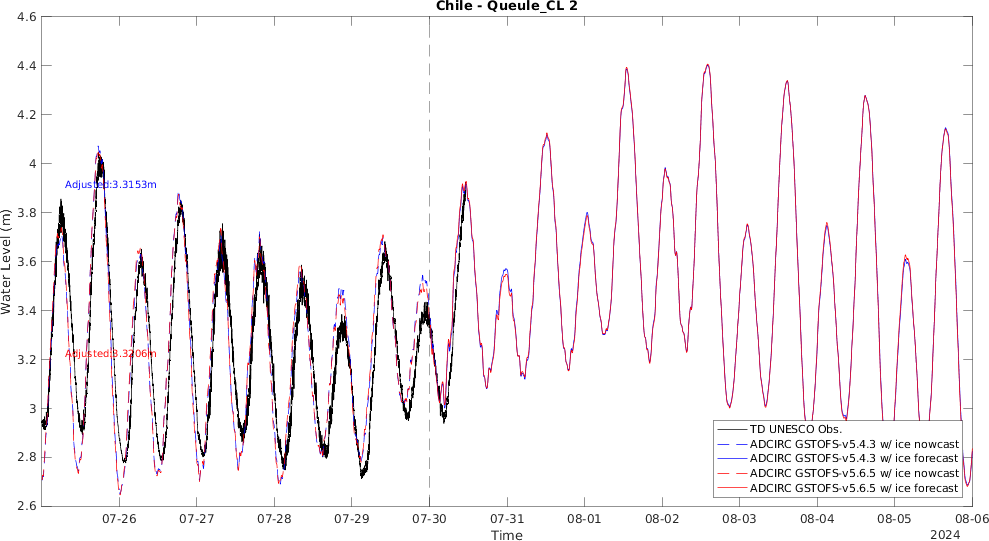 Chile - Queule_CL 2
4.6
4.4
4.2
4
3.8
3.6
3.4
3.2
3
2.8
2.6
Water Level (m)
Adjusted:3.3153m
Adjusted:3.3206m
TD UNESCO Obs.
ADCIRC GSTOFS-v5.4.3 w/ ice nowcast
ADCIRC GSTOFS-v5.4.3 w/ ice forecast
ADCIRC GSTOFS-v5.6.5 w/ ice nowcast
ADCIRC GSTOFS-v5.6.5 w/ ice forecast
07-26 07-27 07-28 07-29 07-30 07-31 08-01 08-02 08-03 08-04 08-05 08-06
Time
2024